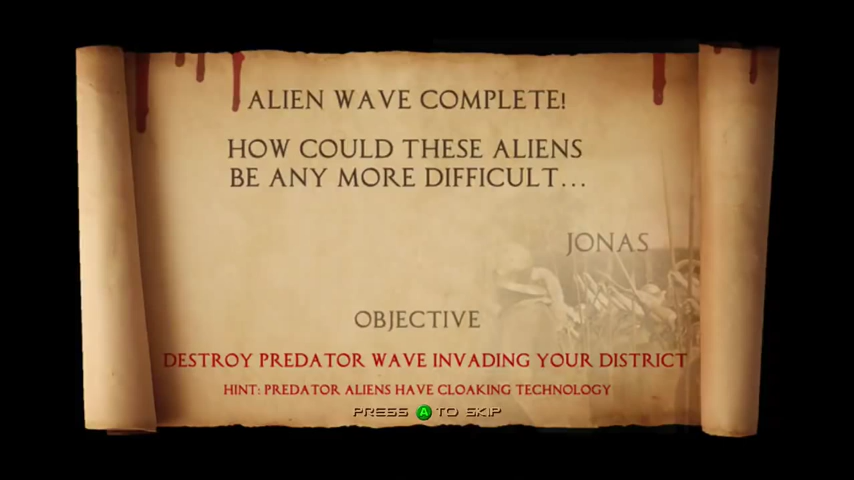 ALIEN WAVE COMPLETE!
HOW COULD THESE ALIENS
BE ANY MORE DIFFICULT...
JONAS
OBJECTIVE
DESTROY PREDATOR WAVE INVADING YOUR DISTRICT
HINT: PREDATOR ALIENS HAVE CLOAKING TECHNOLOGY
PRESS A TO SKIP